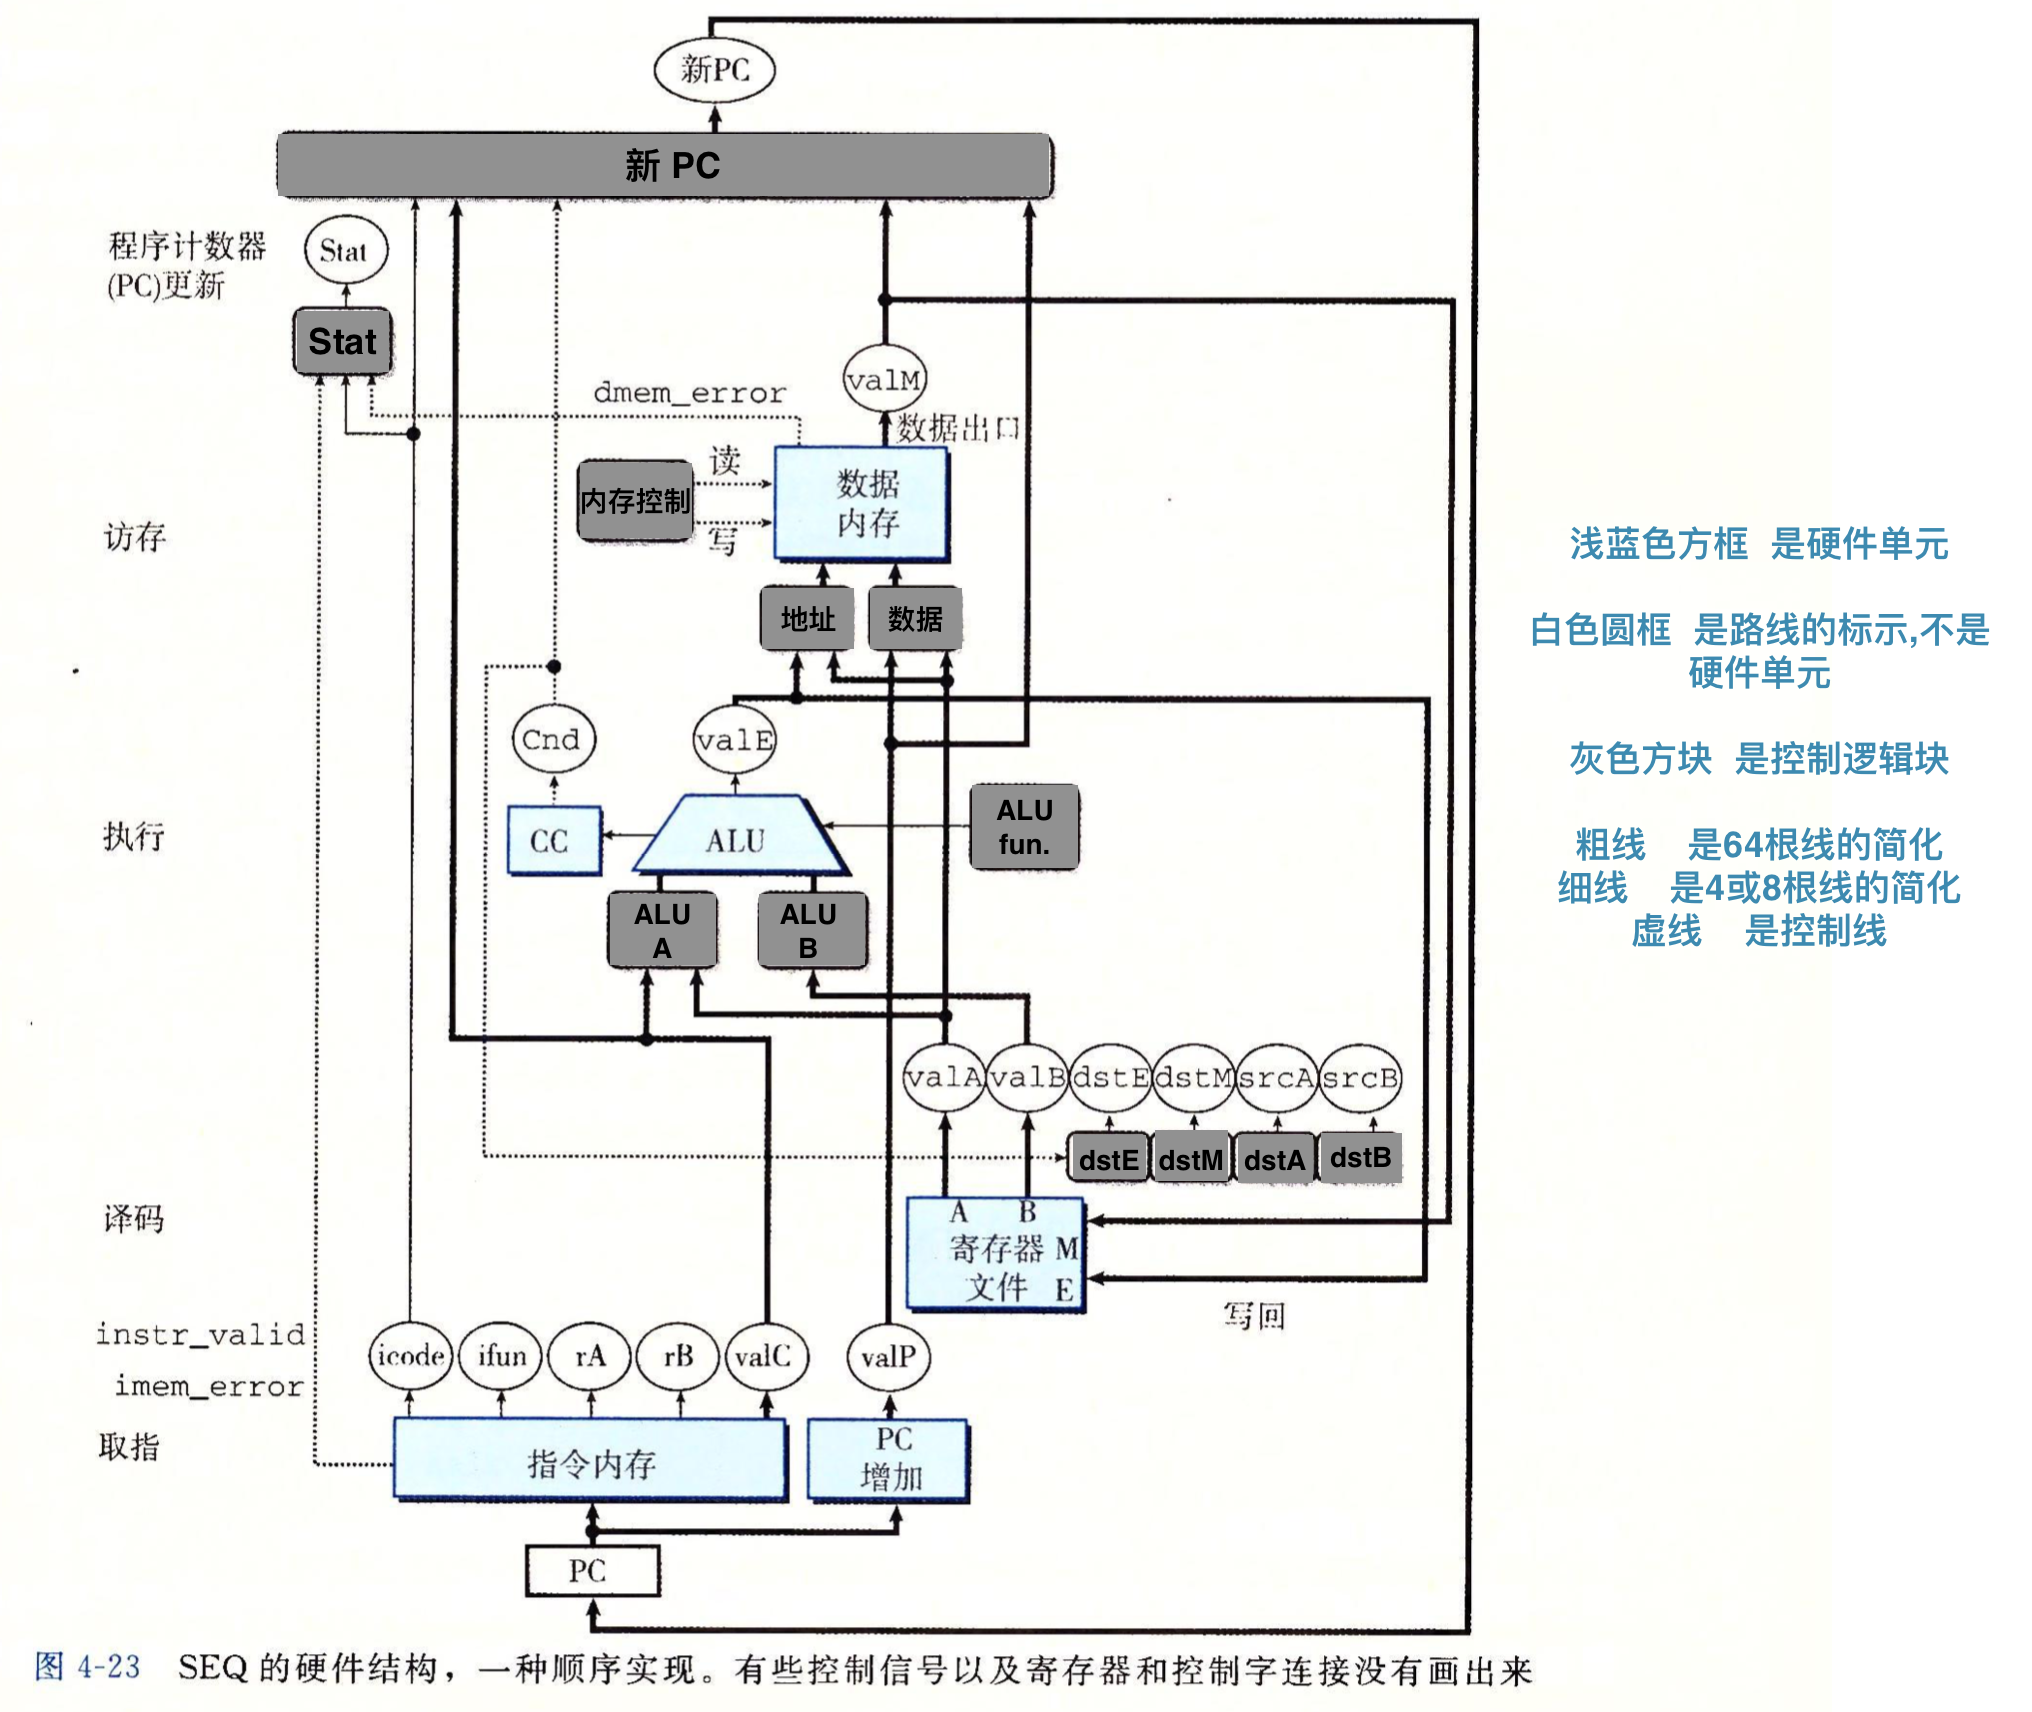 新PC
新 PC
程序计数器
(PC)更新
Stat
Stat
valM
dmem_error
数据出口
读
内存控制
写
数据
内存
访存
地址
数据
Cnd
valE
CC
ALU
ALU
fun.
执行
ALU
A
ALU
B
valA
valB
dstE
dstM
srcA
srcB
dstE
dstM
dstA
dstB
译码
A
B
寄存器
M
文件
E
写回
instr_valid
imem_error
icode
ifun
rA
rB
valC
valP
取指
指令内存
PC
增加
PC
浅蓝色方框 是硬件单元
白色圆框 是路线的标示,不是
硬件单元
灰色方块 是控制逻辑块
粗线 是64根线的简化
细线 是4或8根线的简化
虚线 是控制线
图 4-23 SEQ 的硬件结构，一种顺序实现。有些控制信号以及寄存器和控制字连接没有画出来